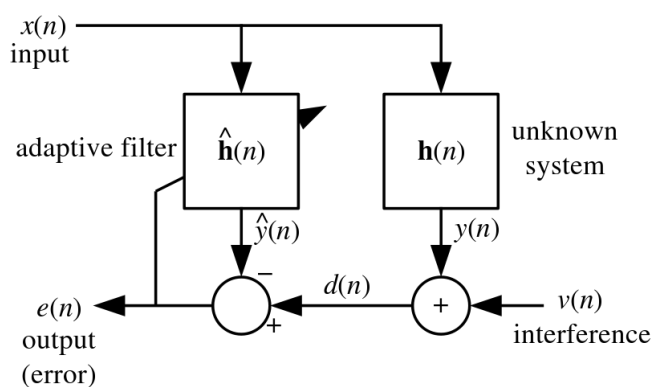 x(n)
input
adaptive filter
ĥ(n)
h(n)
unknown
system
ŷ(n)
y(n)
−
+
d(n)
+
v(n)
interference
e(n)
output
(error)